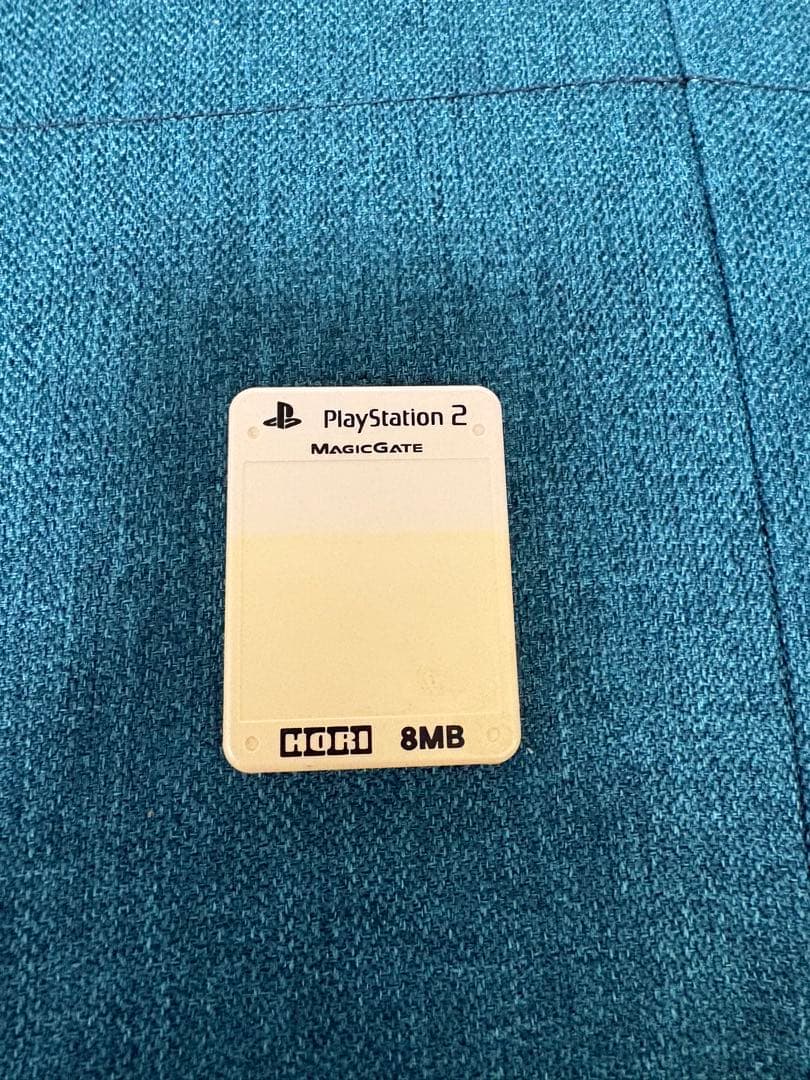 PlayStation 2
MAGICGATE
HORI 8MB